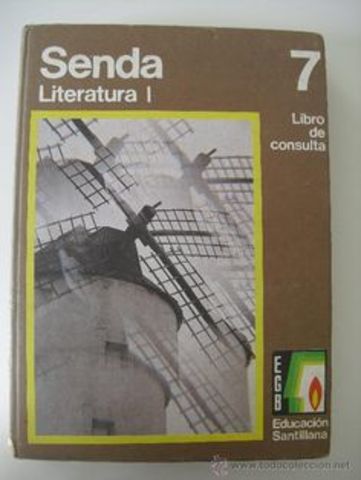 Senda
7
Literatura I
Libro
de
consulta
EGB
Educación
Santillana
© www.todocoleccion.net